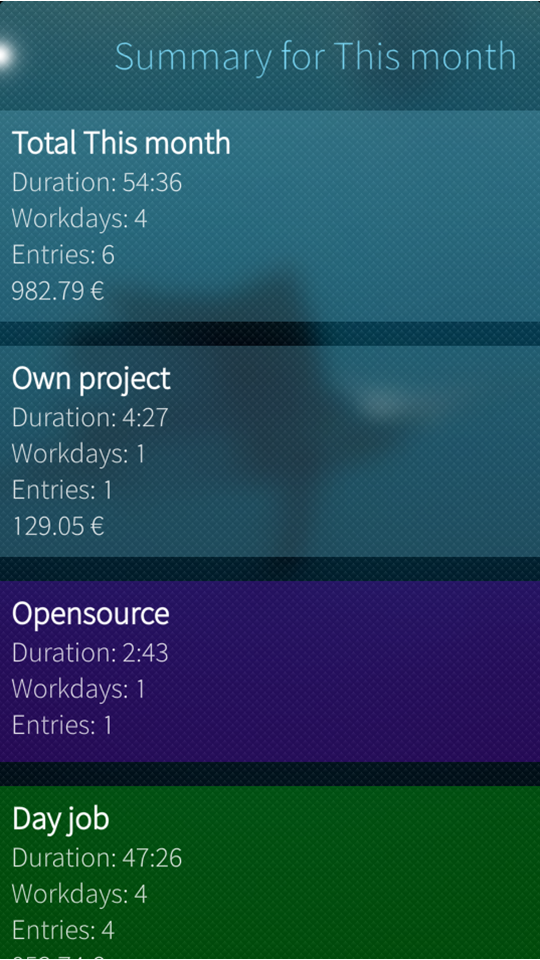 Summary for This month
Total This month
Duration: 54:36
Workdays: 4
Entries: 6
982.79 €
Own project
Duration: 4:27
Workdays: 1
Entries: 1
129.05 €
Opensource
Duration: 2:43
Workdays: 1
Entries: 1
Day job
Duration: 47:26
Workdays: 4
Entries: 4